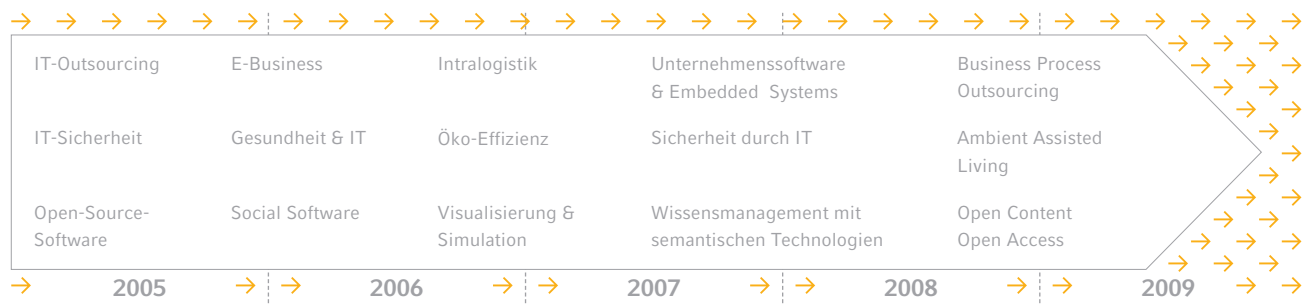 IT-Outsourcing
E-Business
Intralogistik
Unternehmenssoftware
& Embedded Systems
Business Process
Outsourcing
IT-Sicherheit
Gesundheit & IT
Öko-Effizienz
Sicherheit durch IT
Ambient Assisted
Living
Open-Source-
Software
Social Software
Visualisierung &
Simulation
Wissensmanagement mit
semantischen Technologien
Open Content
Open Access
2005
2006
2007
2008
2009